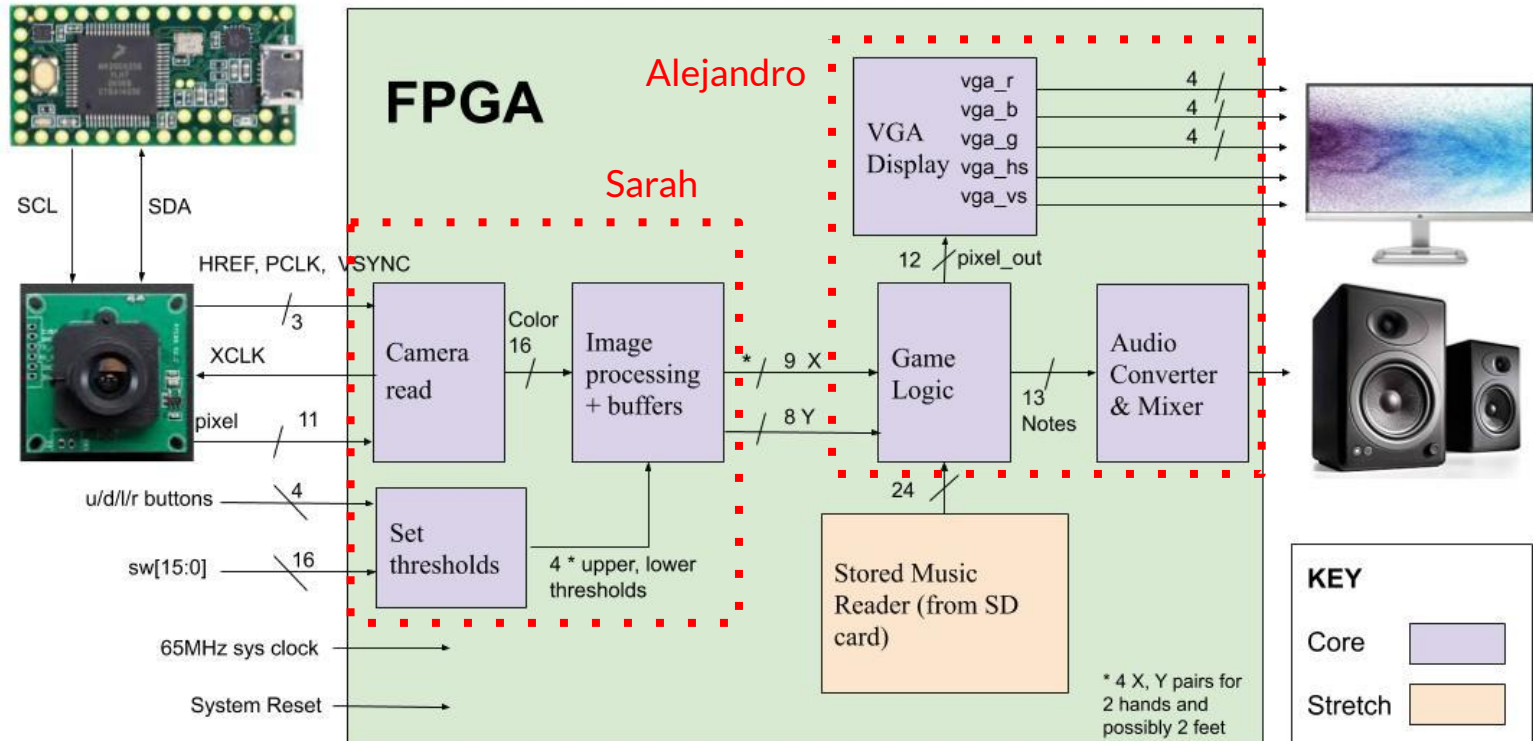 FPGA
Alejandro
Sarah
SCL
SDA
HREF, PCLK, VSYNC
3
XCLK
pixel
11
u/d/l/r buttons
4
sw[15:0]
16
65MHz sys clock
System Reset
Camera
read
Color
16
Image
processing
+ buffers
Set
thresholds
4 * upper, lower
thresholds
*
9 X
8 Y
VGA
Display
vga_r
vga_b
vga_g
vga_hs
vga_vs
4
4
4
12
pixel_out
Game
Logic
13
Notes
Audio
Converter
& Mixer
24
Stored Music
Reader (from SD
card)
* 4 X, Y pairs for
2 hands and
possibly 2 feet
KEY
Core
Stretch